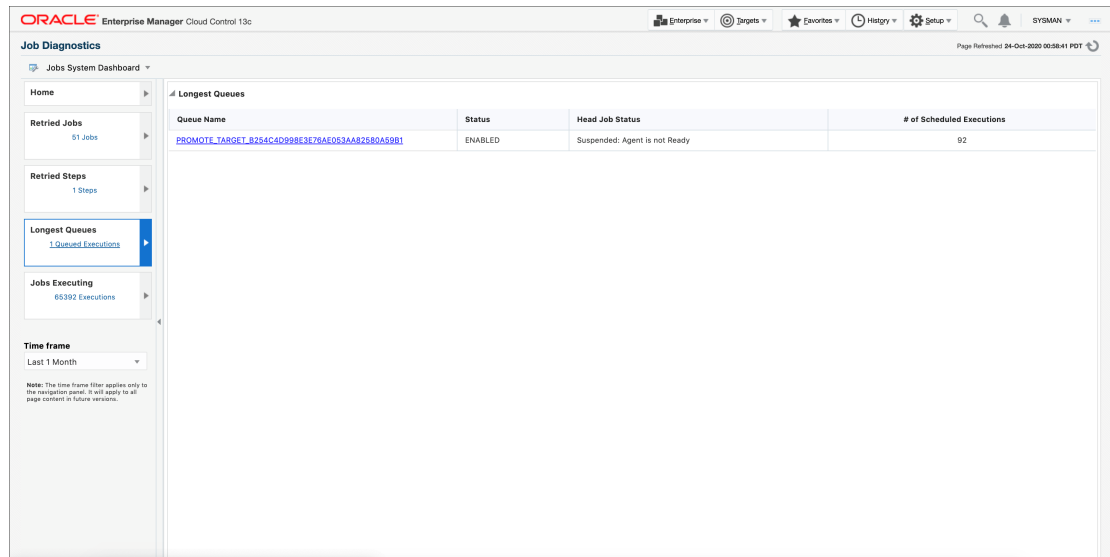 ORACLE Enterprise Manager Cloud Control 13c
Enterprise Targets Favorites History Setup SYSMAN
Job Diagnostics
Page Refreshed 24-Oct-2020 00:58:41 PDT
Jobs System Dashboard
Home
Retried Jobs
51 Jobs
Retried Steps
1 Steps
Longest Queues
1 Queued Executions
Jobs Executing
65392 Executions
Time frame
Last 1 Month
Note: The time frame filter applies only to
the navigation panel. It will apply to all
page content in future versions.
Longest Queues
Queue Name Status Head Job Status # of Scheduled Executions
PROMOTE_TARGET_B254C4D998E3E76AE053AA82580A59B1 ENABLED Suspended: Agent is not Ready 92